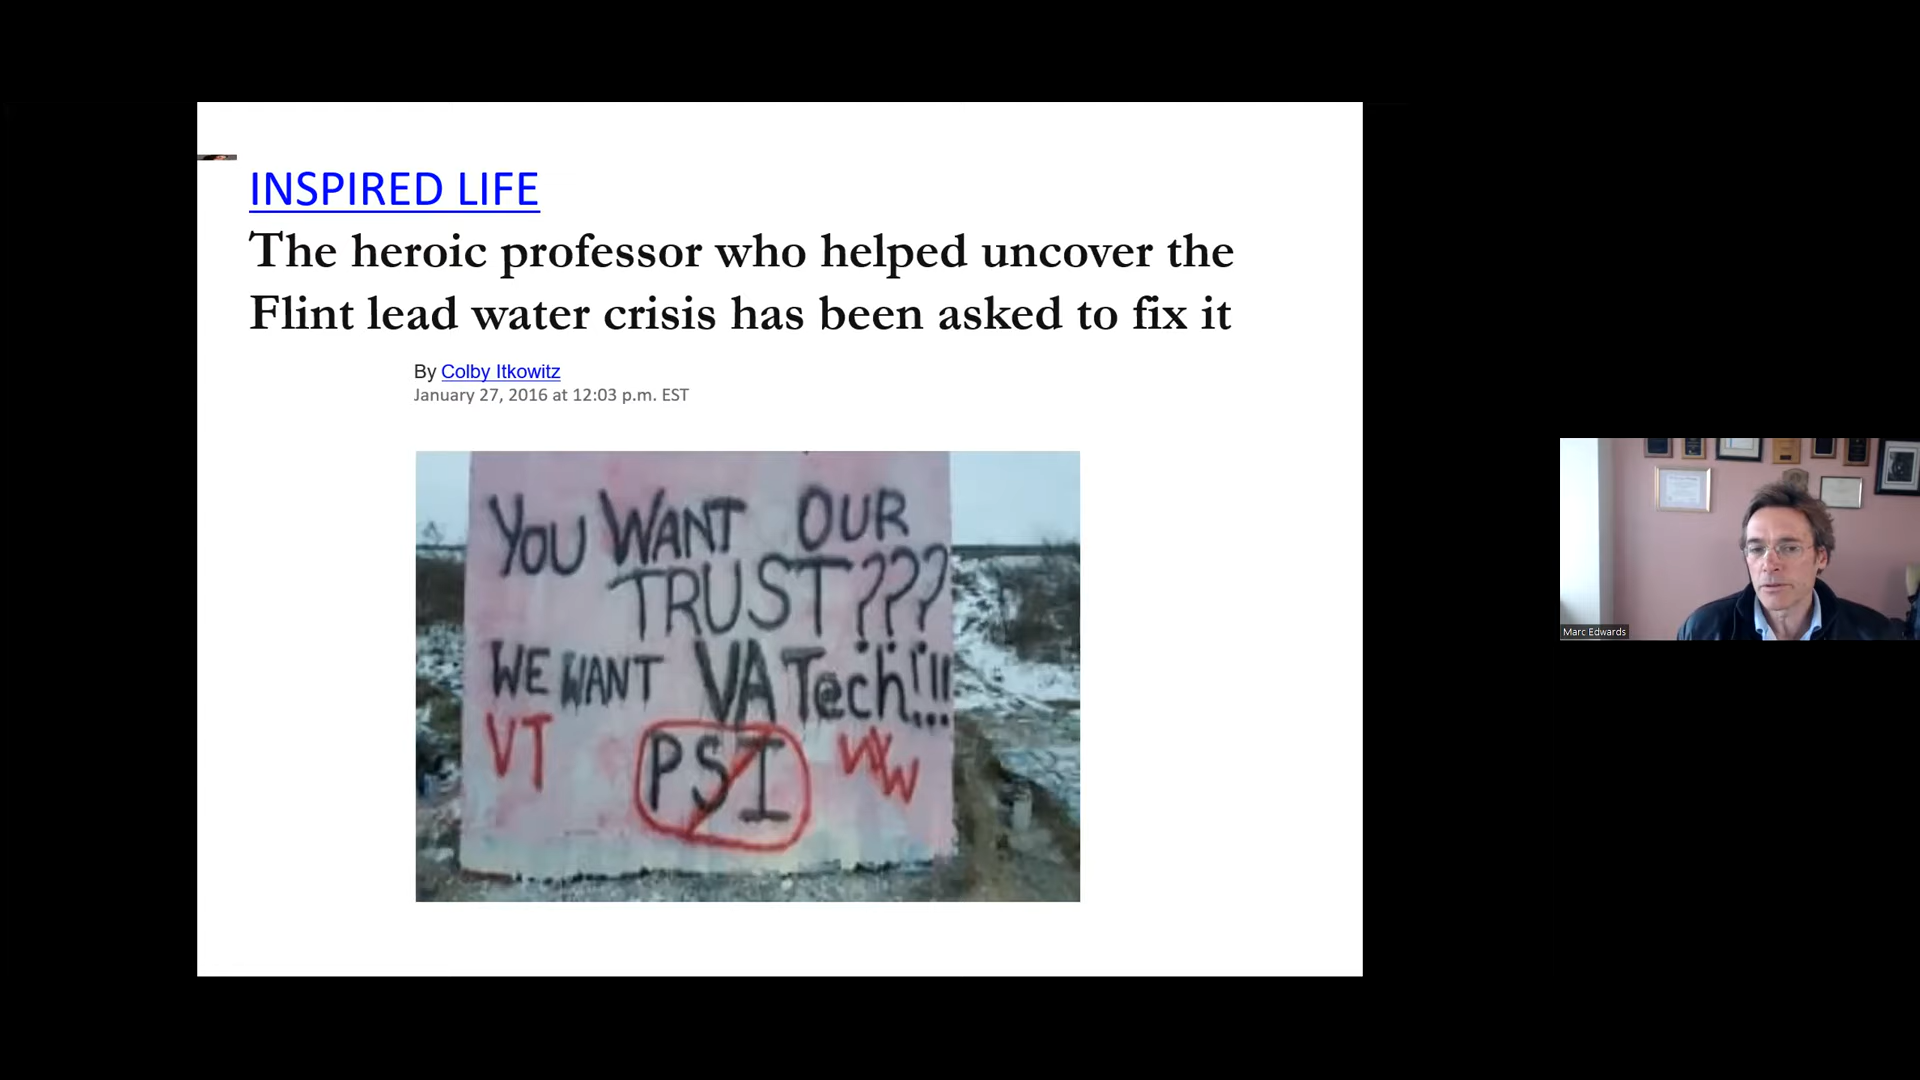 INSPIRED LIFE
The heroic professor who helped uncover the
Flint lead water crisis has been asked to fix it
By Colby Itkowitz
January 27, 2016 at 12:03 p.m. EST
YOU WANT OUR
TRUST???
WE WANT VA Tech!!!
VT PSI WW
Marc Edwards